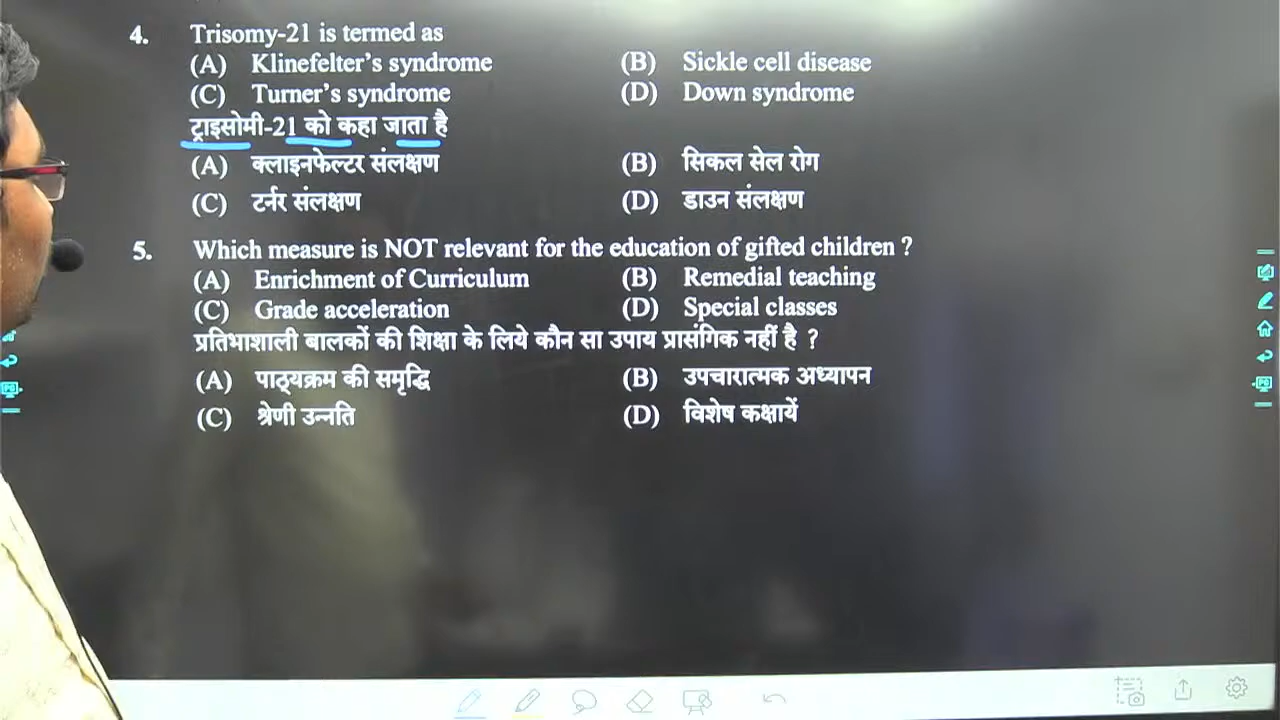 4. Trisomy-21 is termed as
(A) Klinefelter's syndrome (B) Sickle cell disease
(C) Turner's syndrome (D) Down syndrome
ट्राइसोमी-21 को कहा जाता है
(A) क्लाइनफेल्टर संलक्षण (B) सिकल सेल रोग
(C) टर्नर संलक्षण (D) डाउन संलक्षण
5. Which measure is NOT relevant for the education of gifted children ?
(A) Enrichment of Curriculum (B) Remedial teaching
(C) Grade acceleration (D) Special classes
प्रतिभाशाली बालकों की शिक्षा के लिये कौन सा उपाय प्रासंगिक नहीं है ?
(A) पाठ्यक्रम की समृद्धि (B) उपचारात्मक अध्यापन
(C) श्रेणी उन्नति (D) विशेष कक्षायें